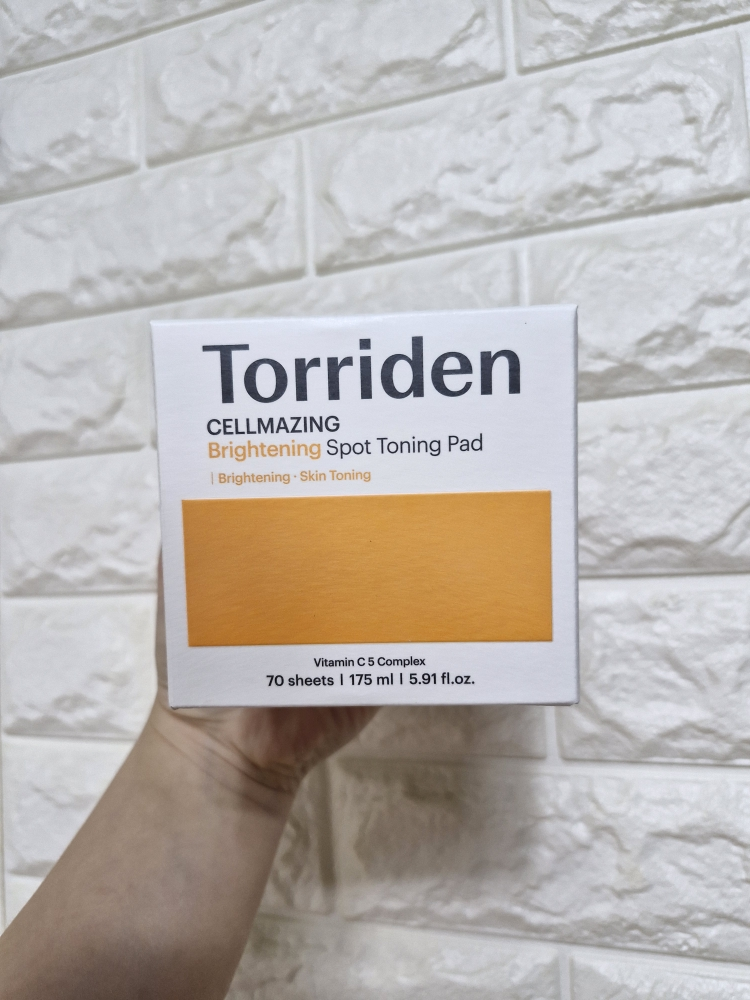 Torriden
CELLMAZING
Brightening Spot Toning Pad
| Brightening · Skin Toning
Vitamin C 5 Complex
70 sheets | 175 ml | 5.91 fl.oz.